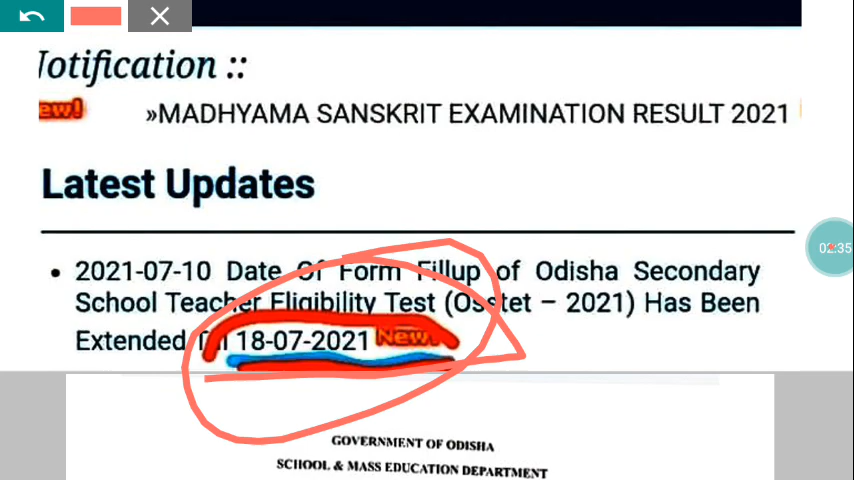 Notification ::
New!
»MADHYAMA SANSKRIT EXAMINATION RESULT 2021
Latest Updates
• 2021-07-10 Date Of Form Fillup of Odisha Secondary
School Teacher Eligibility Test (Osstet – 2021) Has Been
Extended Till 18-07-2021 New!
02:35
GOVERNMENT OF ODISHA
SCHOOL & MASS EDUCATION DEPARTMENT